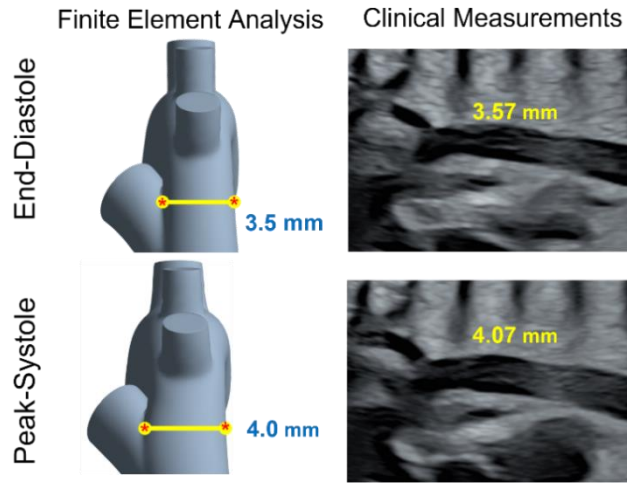 Finite Element Analysis
Clinical Measurements
End-Diastole
3.5 mm
3.57 mm
Peak-Systole
4.0 mm
4.07 mm